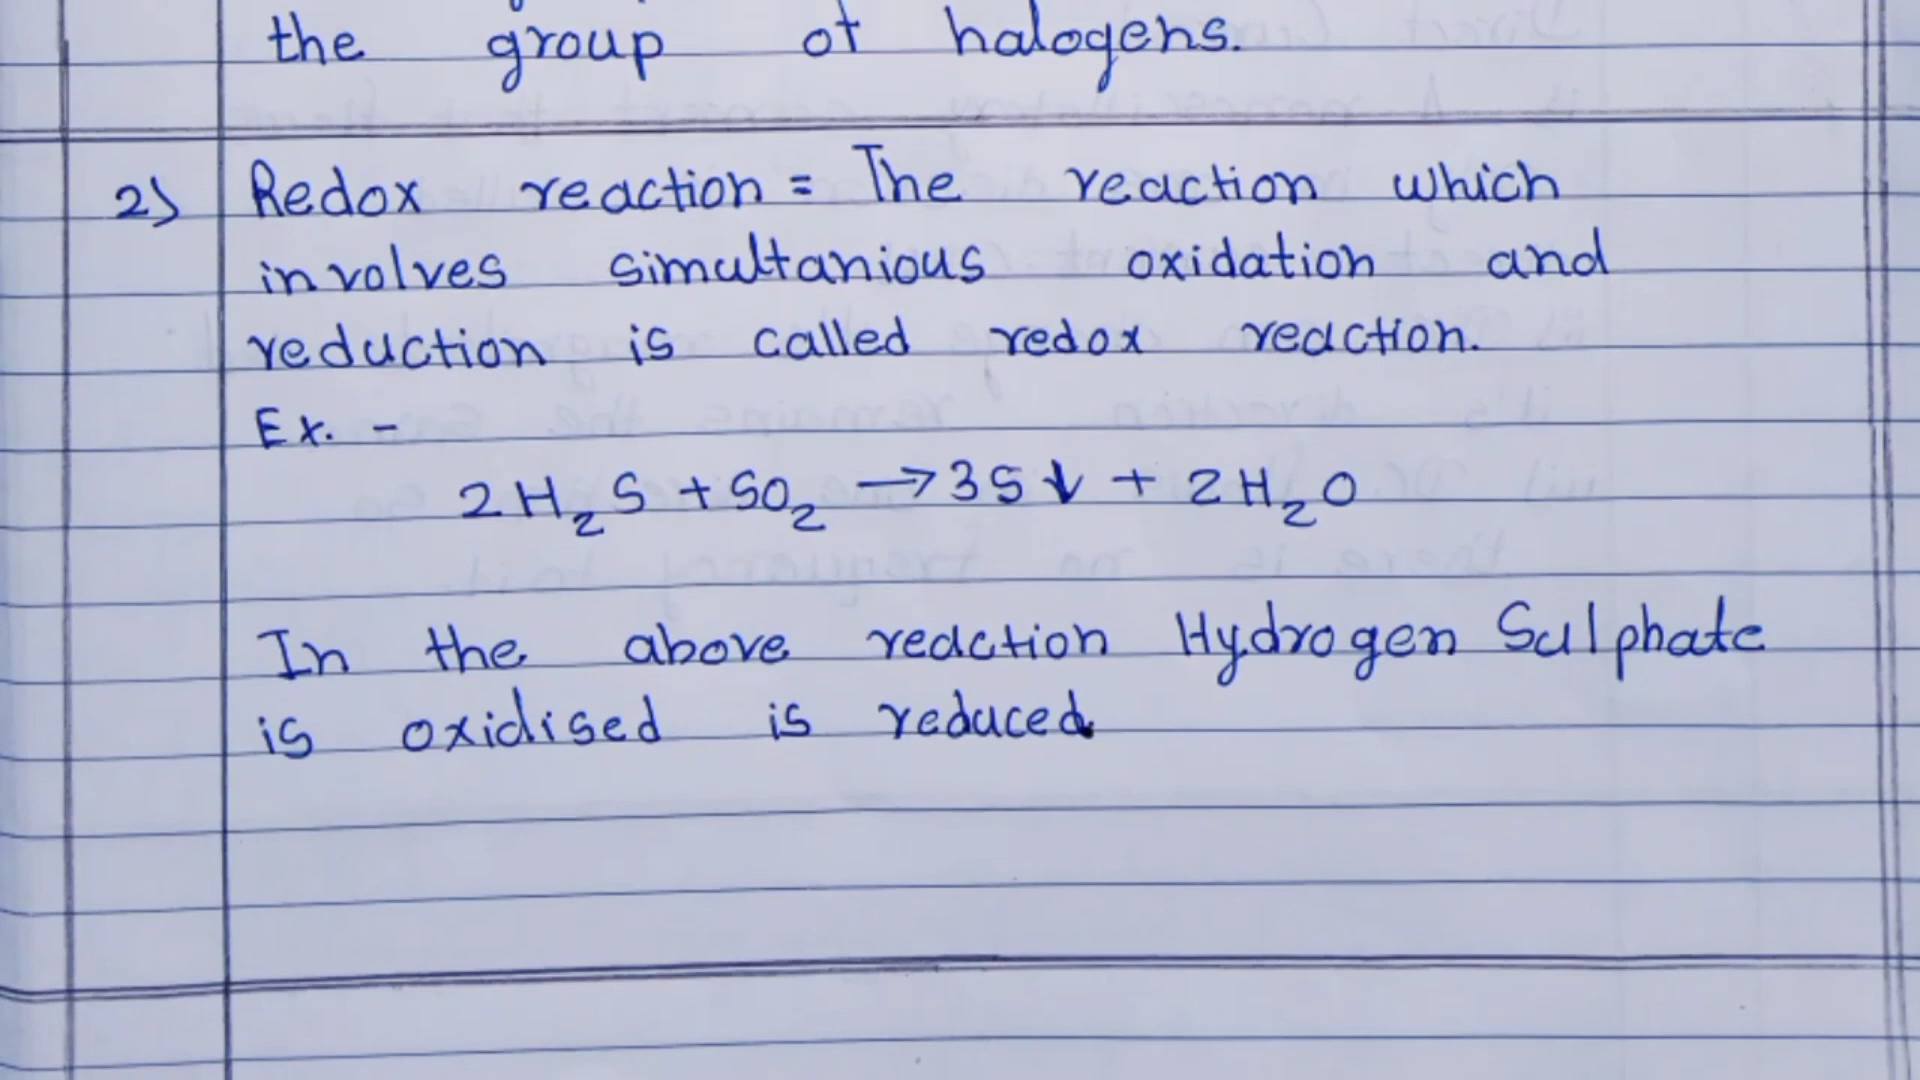 the group of halogens.
2) Redox reaction = The reaction which
involves simultanious oxidation and
reduction is called redox reaction.
Ex. -
2H₂S + SO₂ → 3S ↓ + 2H₂O
In the above reaction Hydrogen Sulphate
is oxidised is reduced